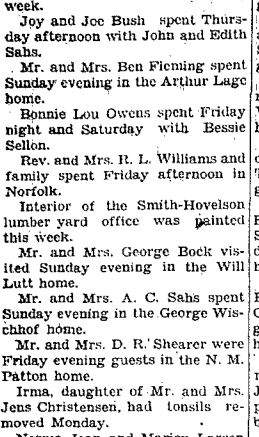 week.
Joy and Joe Bush spent Thurs-
day afternoon with John and Edith
Sahs.
Mr. and Mrs. Ben Fleming spent
Sunday evening in the Arthur Lage
home.
Bonnie Lou Owens spent Friday
night and Saturday with Bessie
Sellon.
Rev. and Mrs. R. L. Williams and
family spent Friday afternoon in
Norfolk.
Interior of the Smith-Hovelson
lumber yard office was painted
this week.
Mr. and Mrs. George Bock vis-
ited Sunday evening in the Will
Lutt home.
Mr. and Mrs. A. C. Sahs spent
Sunday evening in the George Wis-
chhof home.
Mr. and Mrs. D. R. Shearer were
Friday evening guests in the N. M.
Patton home.
Irma, daughter of Mr. and Mrs.
Jens Christensen, had tonsils re-
moved Monday.